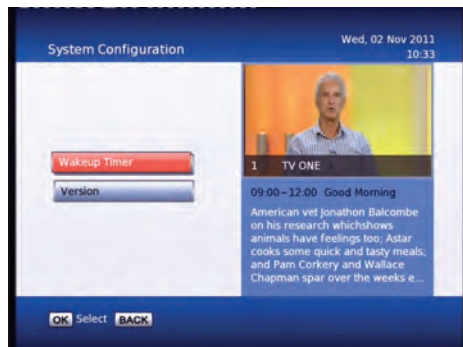 System Configuration
Wed, 02 Nov 2011
10:33
Wakeup Timer
Version
1 TV ONE
09:00~12:00 Good Morning
American vet Jonathon Balcombe
on his research whichshows
animals have feelings too; Astar
cooks some quick and tasty meals;
and Pam Corkery and Wallace
Chapman spar over the weeks e...
OK Select BACK